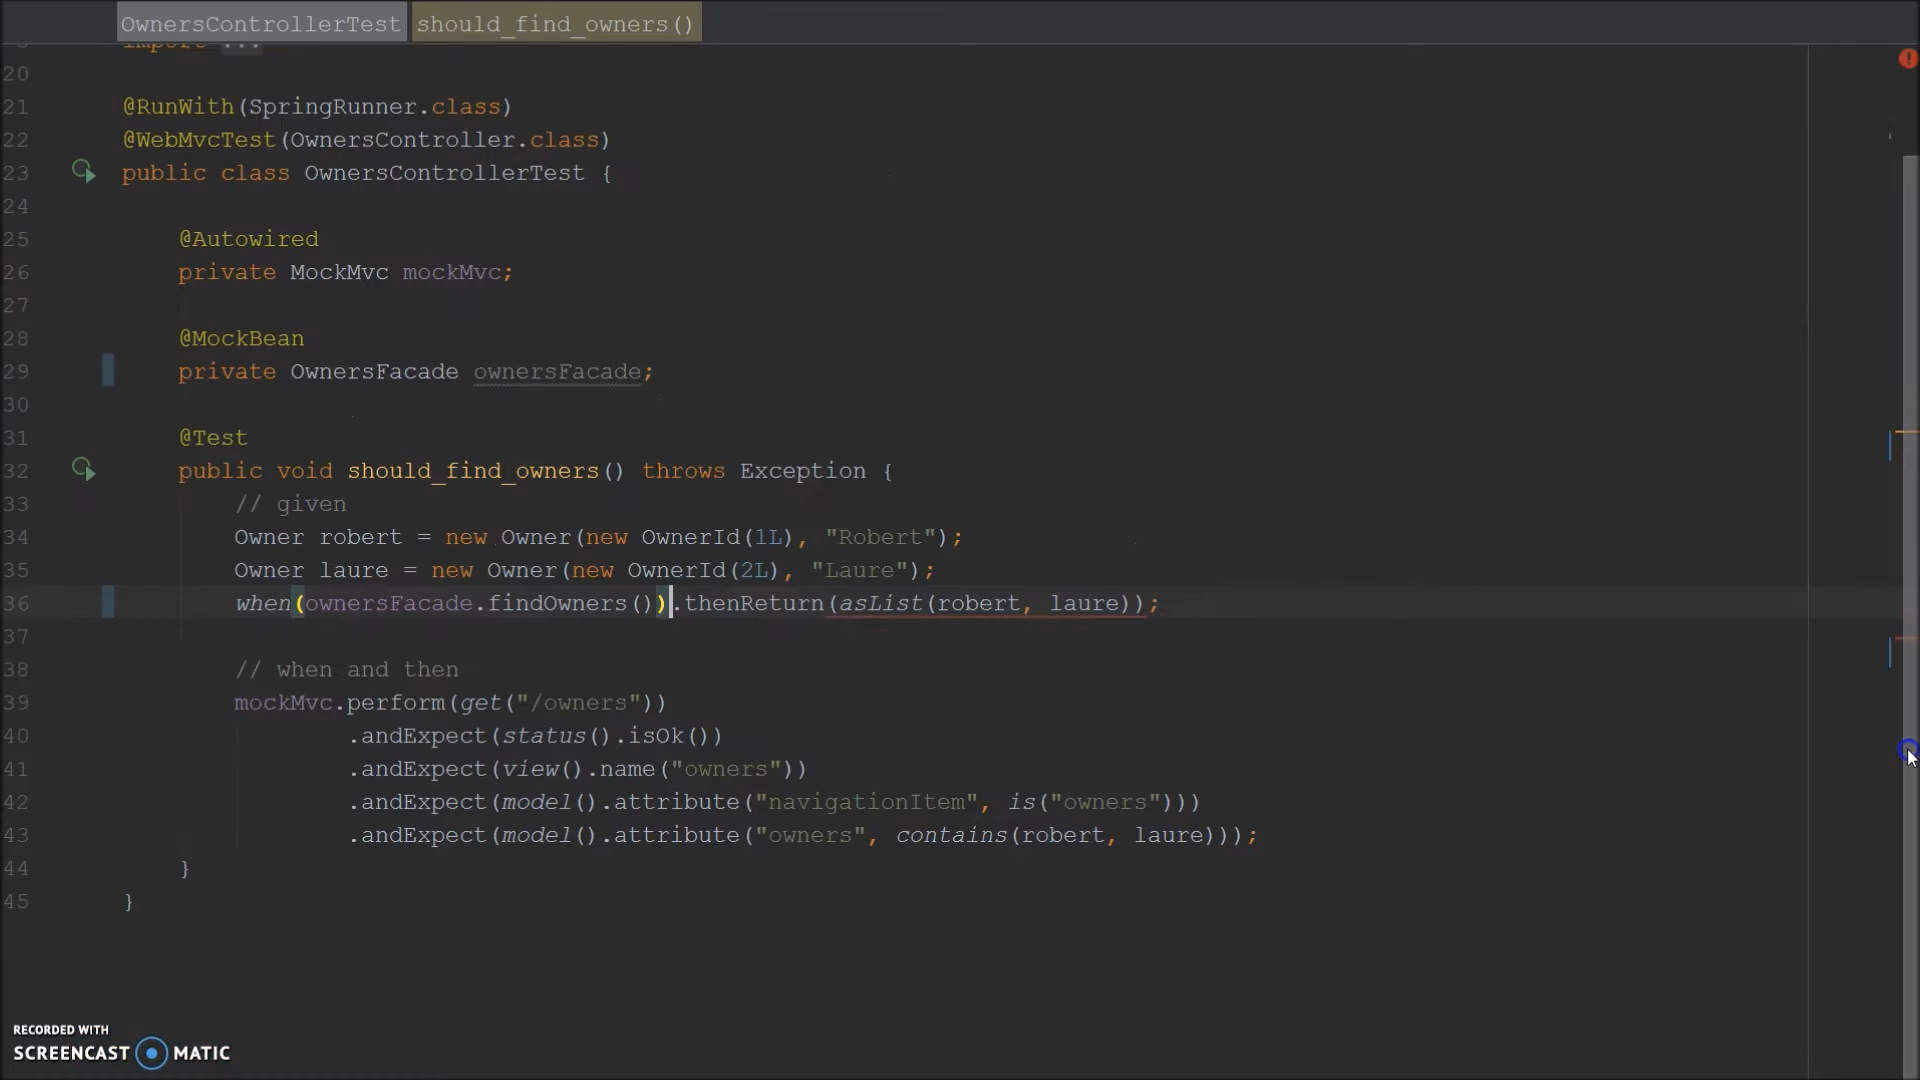 OwnersControllerTest should_find_owners()
import ...
20
21 @RunWith(SpringRunner.class)
22 @WebMvcTest(OwnersController.class)
23 public class OwnersControllerTest {
24
25 @Autowired
26 private MockMvc mockMvc;
27
28 @MockBean
29 private OwnersFacade ownersFacade;
30
31 @Test
32 public void should_find_owners() throws Exception {
33 // given
34 Owner robert = new Owner(new OwnerId(1L), "Robert");
35 Owner laure = new Owner(new OwnerId(2L), "Laure");
36 when(ownersFacade.findOwners()).thenReturn(asList(robert, laure));
37
38 // when and then
39 mockMvc.perform(get("/owners"))
40 .andExpect(status().isOk())
41 .andExpect(view().name("owners"))
42 .andExpect(model().attribute("navigationItem", is("owners")))
43 .andExpect(model().attribute("owners", contains(robert, laure)));
44 }
45 }
RECORDED WITH
SCREENCAST MATIC